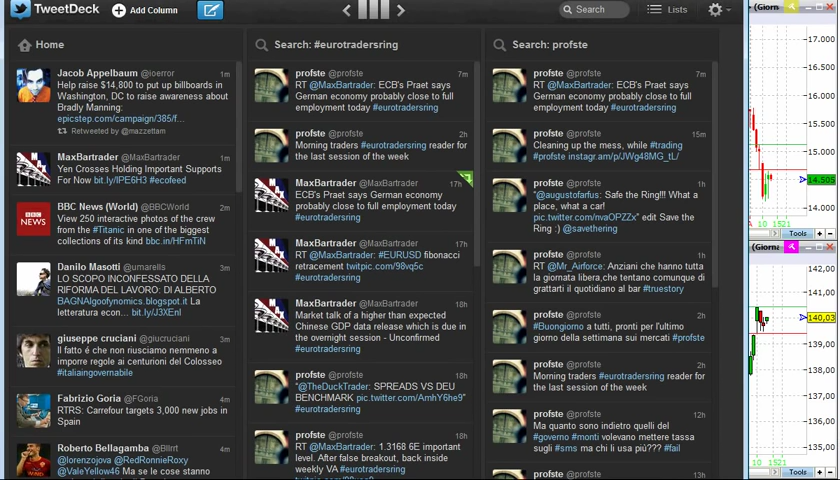 TweetDeck
Add Column
Search
Lists
Home
Jacob Appelbaum @ioerror 1m
Help raise $14,800 to put up billboards in
Washington, DC to raise awareness about
Bradly Manning:
epicstep.com/campaign/385/f...
Retweeted by @mazzettam
MaxBartrader @MaxBartrader 1m
Yen Crosses Holding Important Supports
For Now bit.ly/IPE6H3 #ecofeed
BBC News (World) @BBCWorld 2m
View 250 interactive photos of the crew
from the #Titanic in one of the biggest
collections of its kind bbc.in/HFmTiN
Danilo Masotti @umarells 3m
LO SCOPO INCONFESSATO DELLA
RIFORMA DEL LAVORO: DI ALBERTO
BAGNAIgoofynomics.blogspot.it La
letteratura econ... bit.ly/J3XEnI
giuseppe cruciani @giucruciani 3m
Il fatto é che non riusciamo nemmeno a
imporre regole ai centurioni del Colosseo
#italiaingovernabile
Fabrizio Goria @FGoria 4m
RTRS: Carrefour targets 3,000 new jobs in
Spain
Roberto Bellagamba @Bllrrt 4m
@lorenzojova @RedRonnieRoxy
@ValeYellow46 Ma se le cose stanno
Search: #eurotradersring
profste @profste 7m
RT @MaxBartrader: ECB's Praet says
German economy probably close to full
employment today #eurotradersring
profste @profste 2h
Morning traders #eurotradersring reader for
the last session of the week
MaxBartrader @MaxBartrader 17h
ECB's Praet says German economy
probably close to full employment today
#eurotradersring
MaxBartrader @MaxBartrader 17h
RT @MaxBartrader: #EURUSD fibonacci
retracement twitpic.com/98vq5c
#eurotradersring
MaxBartrader @MaxBartrader 18h
Market talk of a higher than expected
Chinese GDP data release which is due in
the overnight session - Unconfirmed
#eurotradersring
profste @profste 18h
"@TheDuckTrader: SPREADS VS DEU
BENCHMARK pic.twitter.com/AmhY6he9"
#eurotradersring
profste @profste 18h
RT @MaxBartrader: 1.3168 6E important
level. After false breakout, back inside
weekly VA #eurotradersring
Search: profste
profste @profste 7m
RT @MaxBartrader: ECB's Praet says
German economy probably close to full
employment today #eurotradersring
profste @profste 15m
Cleaning up the mess, while #trading
#profste instagr.am/p/JWg48MG_tL/
profste @profste 1h
"@augustofarfus: Safe the Ring!!! What a
place, what a car!
pic.twitter.com/nvaOPZZx" edit Save the
Ring :) @savethering
profste @profste 1h
RT @Mr_Airforce: Anziani che hanno tutta
la giornata libera,che tentano comunque di
grattarti il quotidiano al bar #truestory
profste @profste 2h
#Buongiorno a tutti, pronti per l'ultimo
giorno della settimana sui mercati #profste
profste @profste 2h
Morning traders #eurotradersring reader for
the last session of the week
profste @profste 12h
Ma quanto sono indietro quelli del
#governo #monti volevano mettere tassa
sugli #sms ma chi li usa più??? #fail
profste @profste 13h
(Giorn
17.000
16.000
15.000
14.505
14.000
10 1521
Tools
(Giorna
142,00
141,00
140,03
139,00
138,00
137,00
136,00
135,00
10 1521
Tools